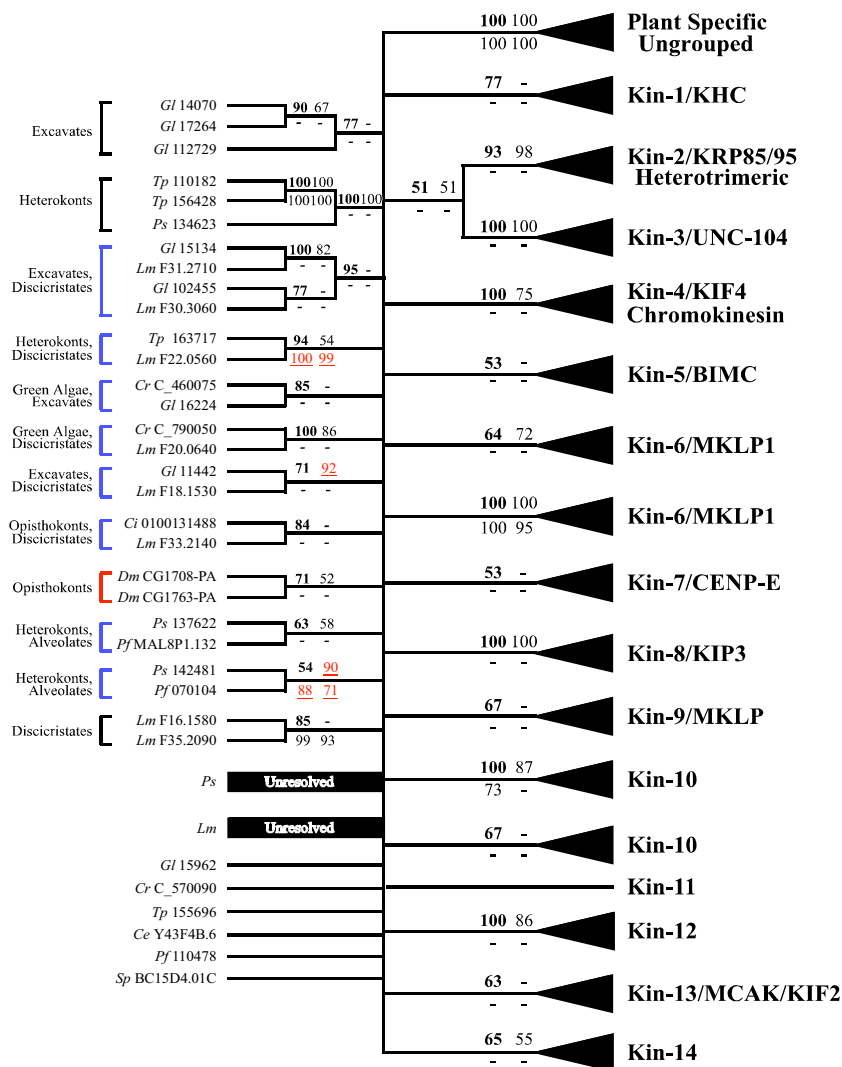 Excavates
Gl 14070
Gl 17264
Gl 112729
90 67
- -
77 -
- -
Heterokonts
Tp 110182
Tp 156428
Ps 134623
100 100
100 100
100 100
- -
Excavates,
Discicristates
Gl 15134
Lm F31.2710
Gl 102455
Lm F30.3060
100 82
- -
77 -
- -
95 -
- -
Heterokonts,
Discicristates
Tp 163717
Lm F22.0560
94 54
100 99
Green Algae,
Excavates
Cr C_460075
Gl 16224
85 -
- -
Green Algae,
Discicristates
Cr C_790050
Lm F20.0640
100 86
- -
Excavates,
Discicristates
Gl 11442
Lm F18.1530
71 92
- -
Opisthokonts,
Discicristates
Ci 0100131488
Lm F33.2140
84 -
- -
Opisthokonts
Dm CG1708-PA
Dm CG1763-PA
71 52
- -
Heterokonts,
Alveolates
Ps 137622
Pf MAL8P1.132
63 58
- -
Heterokonts,
Alveolates
Ps 142481
Pf 070104
54 90
88 71
Discicristates
Lm F16.1580
Lm F35.2090
85 -
99 93
Ps Unresolved
Lm Unresolved
Gl 15962
Cr C_570090
Tp 155696
Ce Y43F4B.6
Pf 110478
Sp BC15D4.01C
100 100
100 100
Plant Specific
Ungrouped
77 -
- -
Kin-1/KHC
51 51
- -
93 98
- -
Kin-2/KRP85/95
Heterotrimeric
100 100
- -
Kin-3/UNC-104
100 75
- -
Kin-4/KIF4
Chromokinesin
53 -
- -
Kin-5/BIMC
64 72
- -
Kin-6/MKLP1
100 100
100 95
Kin-6/MKLP1
53 -
- -
Kin-7/CENP-E
100 100
- -
Kin-8/KIP3
67 -
- -
Kin-9/MKLP
100 87
73 -
Kin-10
67 -
- -
Kin-10
Kin-11
100 86
- -
Kin-12
63 -
- -
Kin-13/MCAK/KIF2
65 55
- -
Kin-14